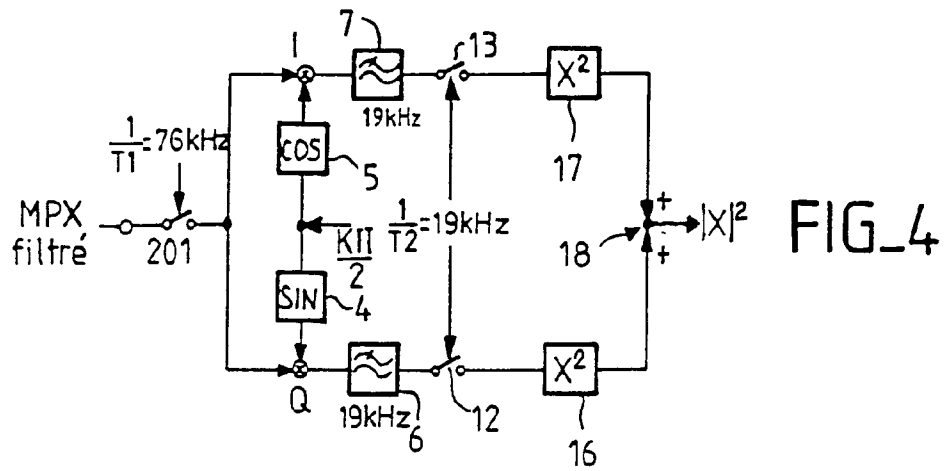 7
13
I
X²
19kHz
17
1/T1=76kHz
COS
5
MPX
filtré
201
KΠ/2
1/T2=19kHz
+
18
|X|²
+
FIG_4
SIN
4
Q
19kHz
6
12
X²
16